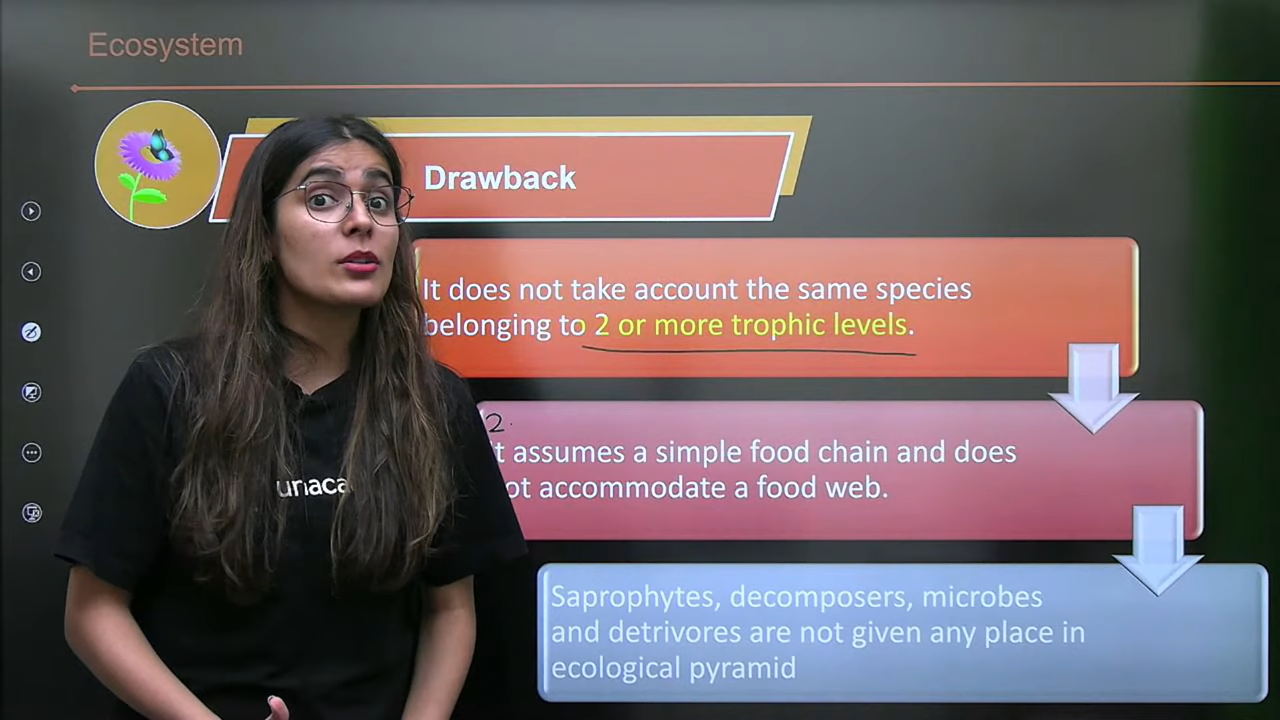 Ecosystem
Drawback
It does not take account the same species
belonging to 2 or more trophic levels.
2.
assumes a simple food chain and does
accommodate a food web.
unaca
Saprophytes, decomposers, microbes
and detrivores are not given any place in
ecological pyramid